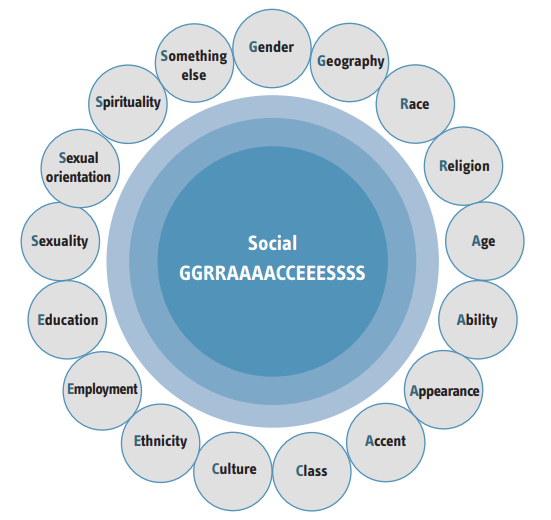 Social
GGRRAAAACCEEESSSS
Gender
Geography
Race
Religion
Age
Ability
Appearance
Accent
Class
Culture
Ethnicity
Employment
Education
Sexuality
Sexual
orientation
Spirituality
Something
else